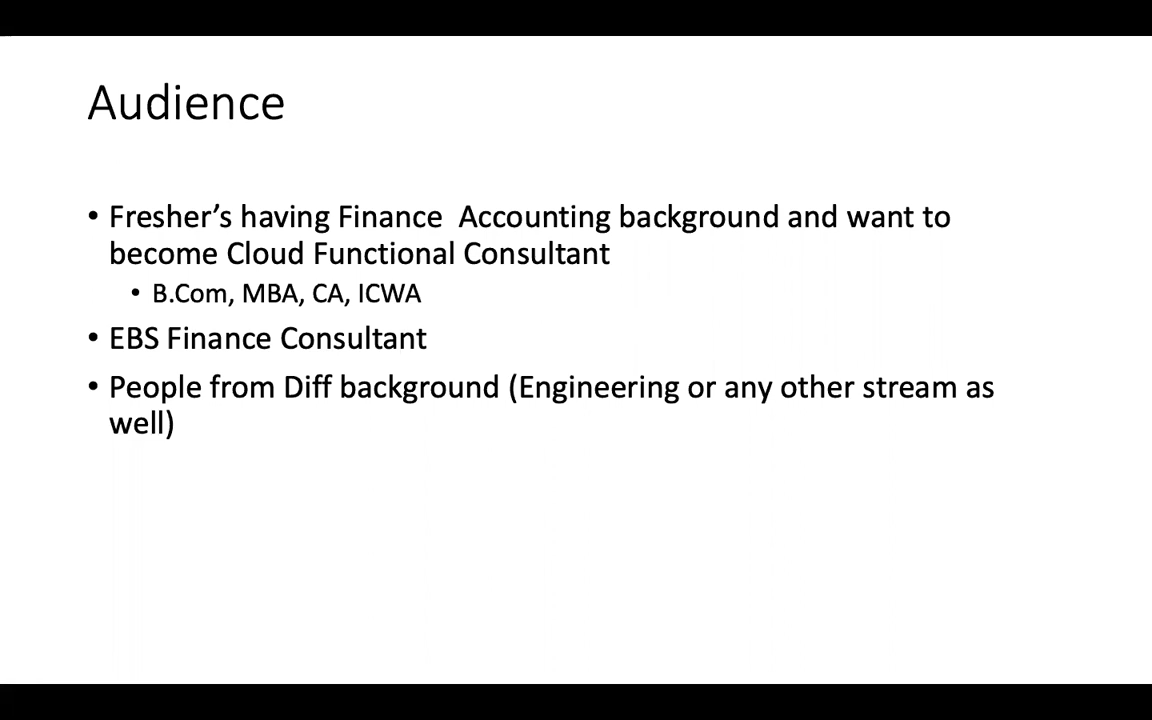 Audience
• Fresher's having Finance  Accounting background and want to
become Cloud Functional Consultant
• B.Com, MBA, CA, ICWA
• EBS Finance Consultant
• People from Diff background (Engineering or any other stream as
well)